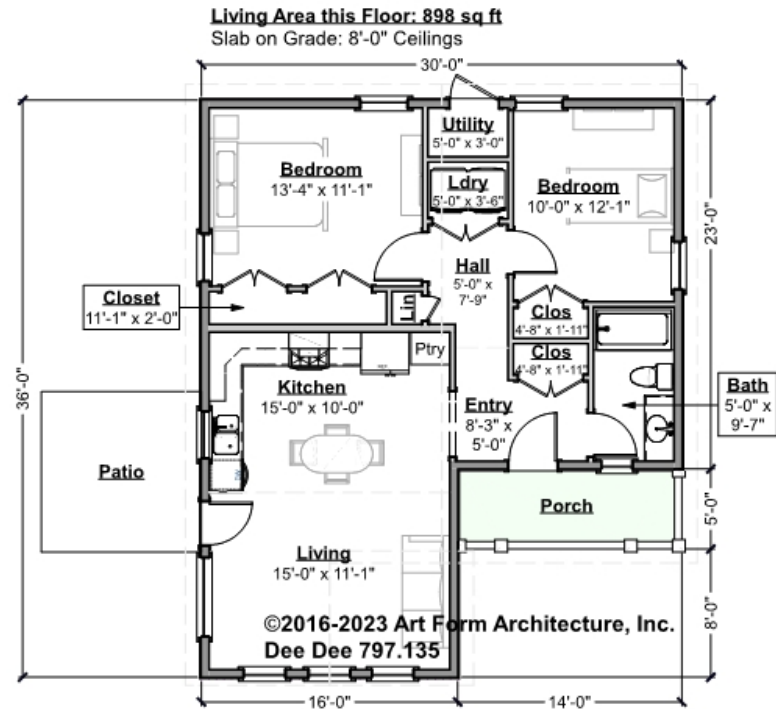 Living Area this Floor: 898 sq ft
Slab on Grade: 8'-0" Ceilings
30'-0"
Utility
5'-0" x 3'-0"
Bedroom
13'-4" x 11'-1"
Ldry
5'-0" x 3'-6"
Bedroom
10'-0" x 12'-1"
23'-0"
Hall
5'-0" x
7'-9"
Closet
11'-1" x 2'-0"
Lin
Clos
4'-8" x 1'-11"
Clos
4'-8" x 1'-11"
Ptry
Kitchen
15'-0" x 10'-0"
36'-0"
Entry
8'-3" x
5'-0"
Bath
5'-0" x
9'-7"
Patio
Porch
5'-0"
Living
15'-0" x 11'-1"
8'-0"
©2016-2023 Art Form Architecture, Inc.
Dee Dee 797.135
16'-0"
14'-0"